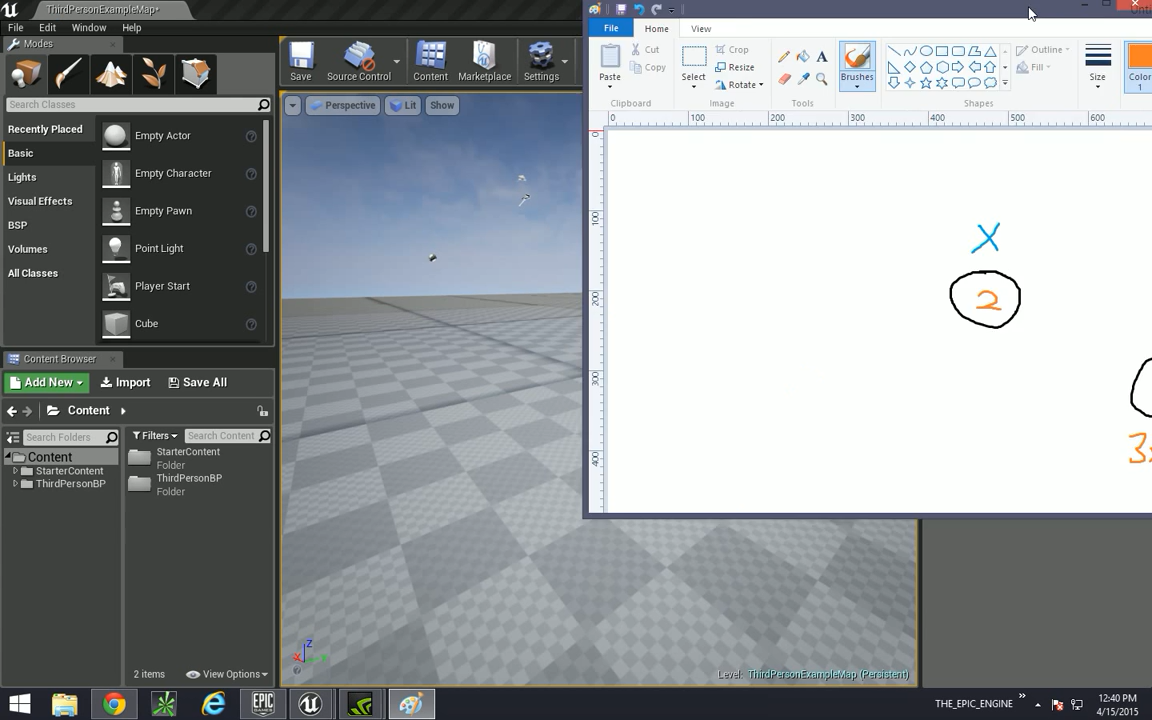 ThirdPersonExampleMap*
File Edit Window Help
Modes
Search Classes
Recently Placed
Basic
Lights
Visual Effects
BSP
Volumes
All Classes
Empty Actor
Empty Character
Empty Pawn
Point Light
Player Start
Cube
Content Browser
Add New Import Save All
Content
Search Folders
Filters Search Content
Content
StarterContent
ThirdPersonBP
StarterContent
Folder
ThirdPersonBP
Folder
2 items View Options
Save Source Control Content Marketplace Settings
Perspective Lit Show
Z
Level: ThirdPersonExampleMap (Persistent)
File Home View
Paste Cut
Copy
Clipboard
Select Crop
Resize
Rotate
Image
Tools
Brushes
Outline
Fill
Shapes
Size
Color
1
0 100 200 300 400 500 600
0
100
200
300
400
X
2
EPIC
GAMES
THE_EPIC_ENGINE
12:40 PM
4/15/2015